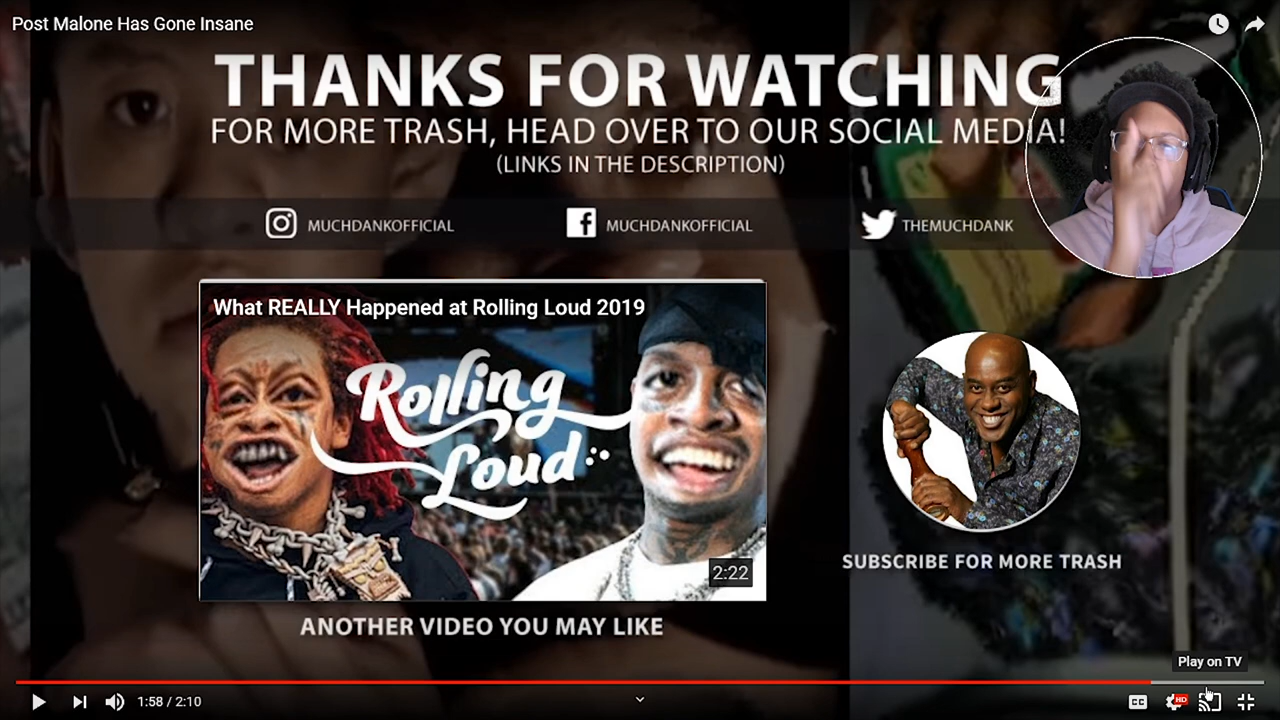 Post Malone Has Gone Insane
THANKS FOR WATCHING
FOR MORE TRASH, HEAD OVER TO OUR SOCIAL MEDIA!
(LINKS IN THE DESCRIPTION)
MUCHDANKOFFICIAL
MUCHDANKOFFICIAL
THEMUCHDANK
What REALLY Happened at Rolling Loud 2019
Rolling
Loud
2:22
SUBSCRIBE FOR MORE TRASH
ANOTHER VIDEO YOU MAY LIKE
Play on TV
1:58 / 2:10
CC
HD